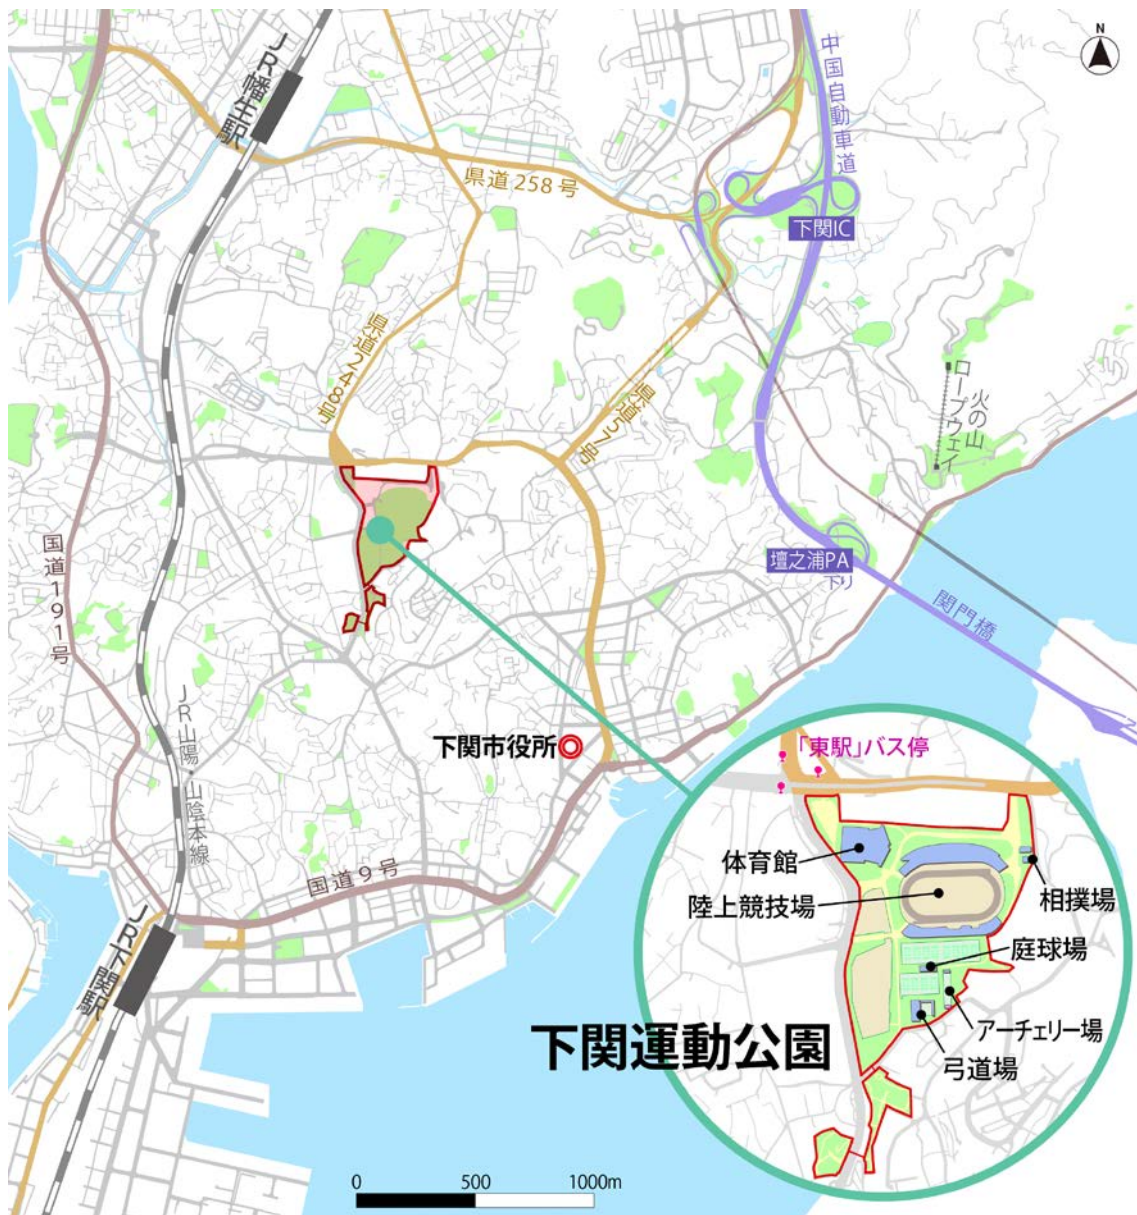 N
JR幡生駅
中国自動車道
県道258号
下関IC
県道248号
県道57号
火の山
ロープウェイ
国道191号
壇之浦PA
下り
関門橋
JR山陽・山陰本線
下関市役所
「東駅」バス停
体育館
陸上競技場
相撲場
庭球場
アーチェリー場
弓道場
国道9号
JR下関駅
下関運動公園
0 500 1000m